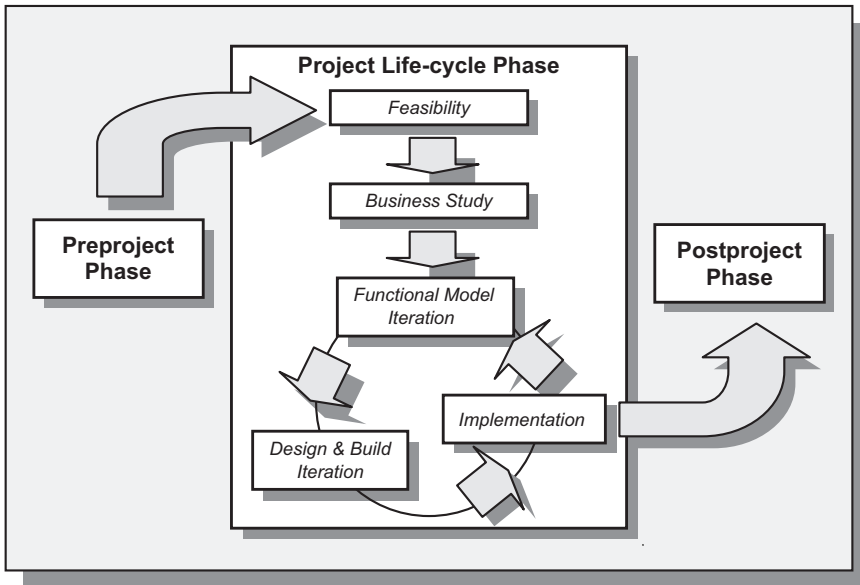 Project Life-cycle Phase
Feasibility
Business Study
Preproject
Phase
Postproject
Phase
Functional Model
Iteration
Implementation
Design & Build
Iteration